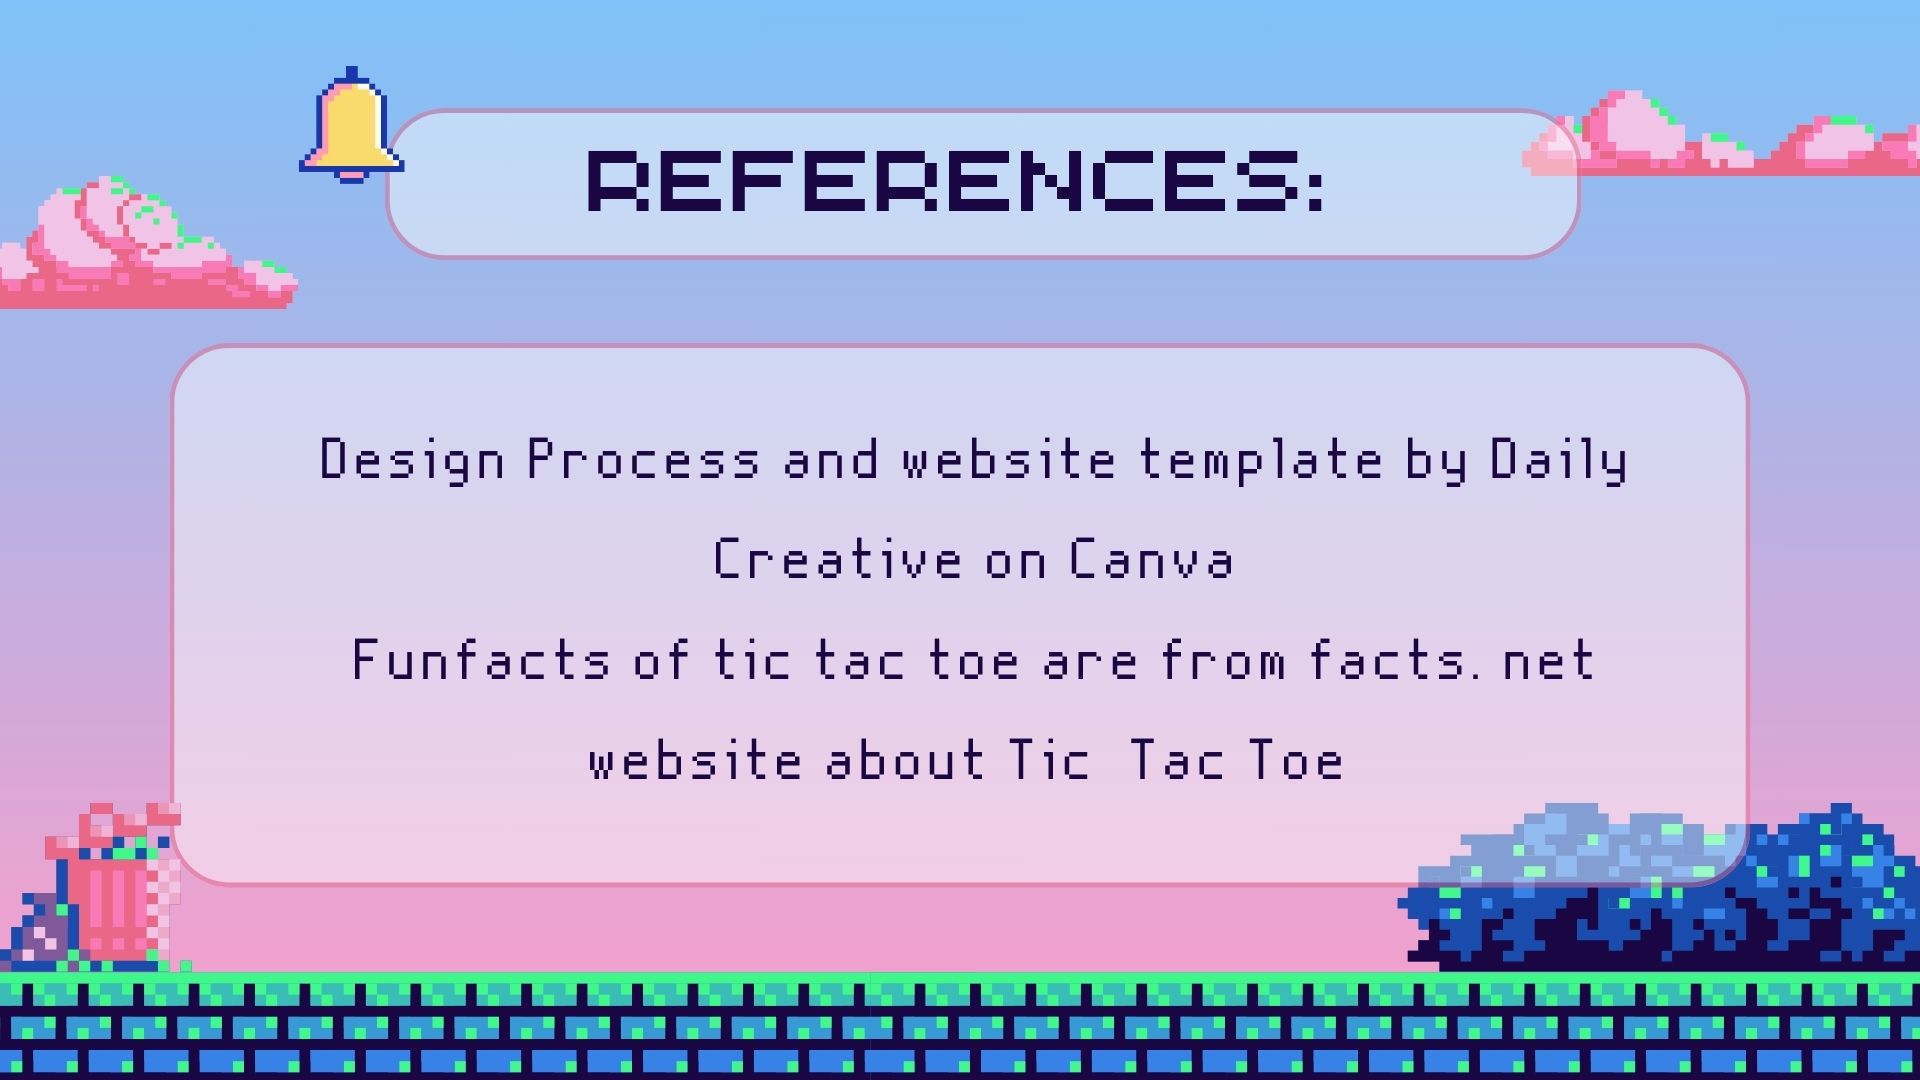 REFERENCES:
Design Process and website template by Daily
Creative on Canva
Funfacts of tic tac toe are from facts. net
website about Tic  Tac Toe